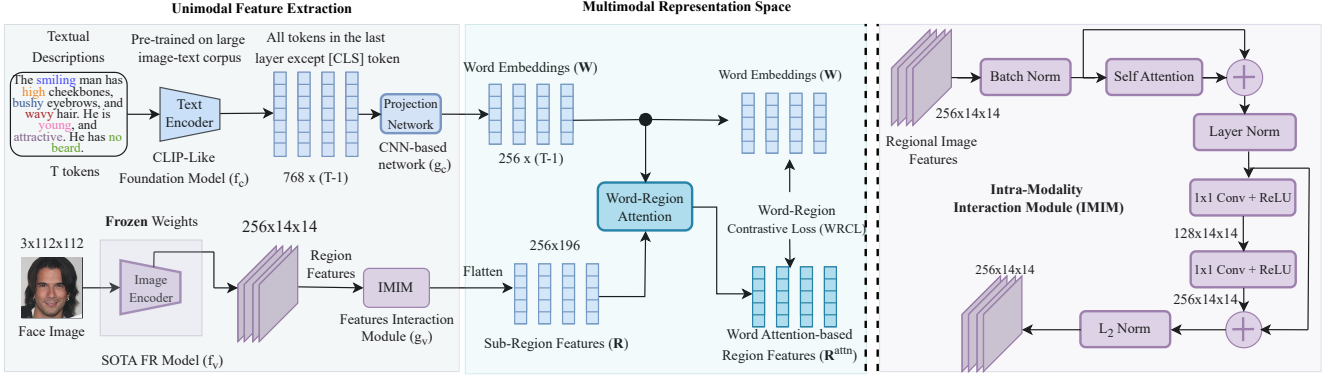 Unimodal Feature Extraction
Multimodal Representation Space
Textual
Descriptions
The smiling man has
high cheekbones,
bushy eyebrows, and
wavy hair. He is
young, and
attractive. He has no
beard.
T tokens
Pre-trained on large
image-text corpus
Text
Encoder
CLIP-Like
Foundation Model (f_c)
All tokens in the last
layer except [CLS] token
768 x (T-1)
Projection
Network
CNN-based
network (g_c)
Frozen Weights
3x112x112
Face Image
Image
Encoder
SOTA FR Model (f_v)
256x14x14
Region
Features
IMIM
Features Interaction
Module (g_v)
Word Embeddings (W)
256 x (T-1)
Word-Region
Attention
Flatten
256x196
Sub-Region Features (R)
Word Embeddings (W)
Word-Region
Contrastive Loss (WRCL)
Word Attention-based
Region Features (R^attn)
256x14x14
Regional Image
Features
Batch Norm
Self Attention
Layer Norm
Intra-Modality
Interaction Module (IMIM)
1x1 Conv + ReLU
128x14x14
1x1 Conv + ReLU
256x14x14
L_2 Norm
256x14x14